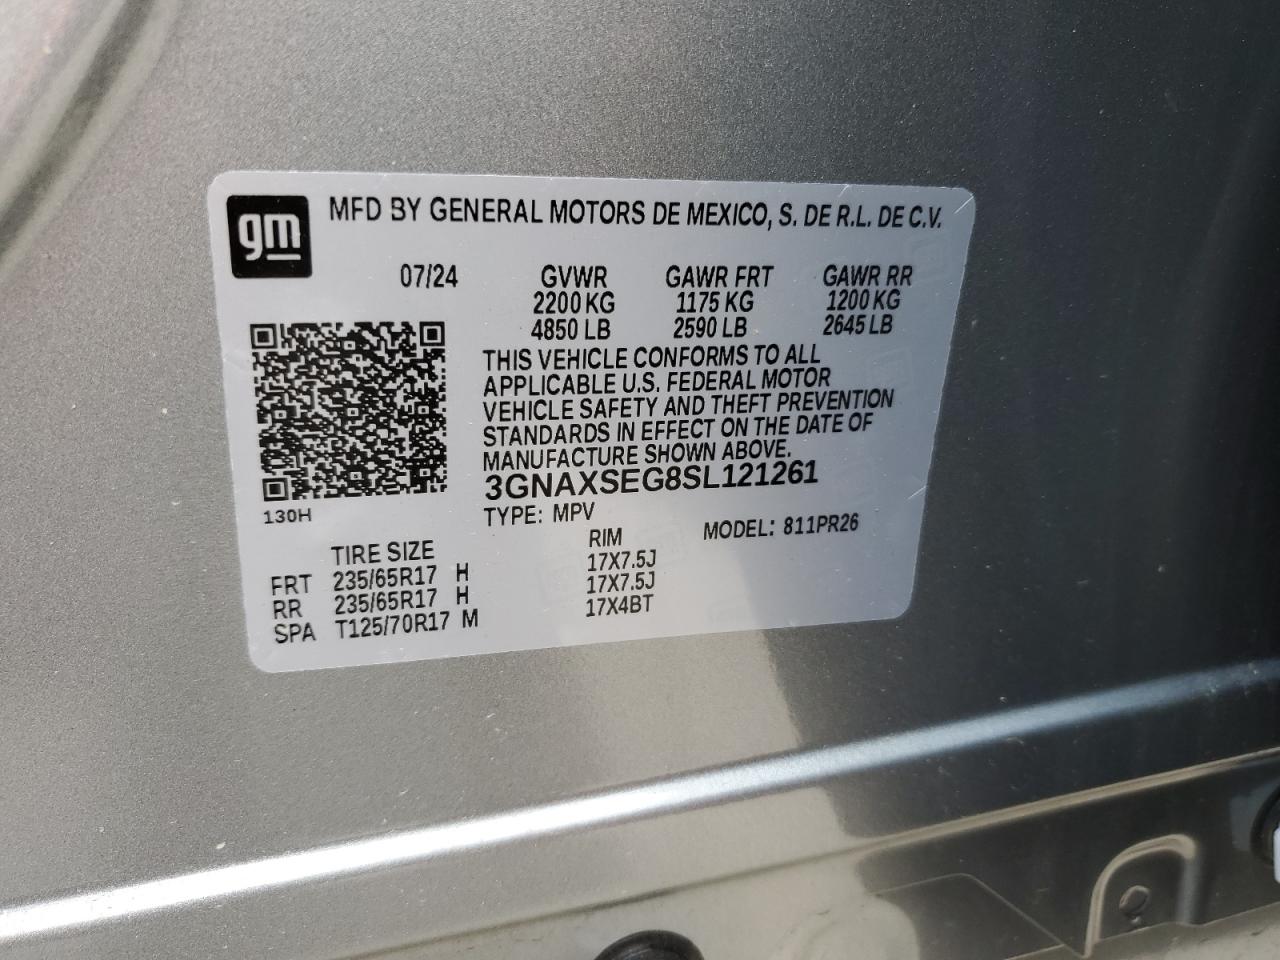 gm
MFD BY GENERAL MOTORS DE MEXICO, S. DE R.L. DE C.V.
07/24 GVWR GAWR FRT GAWR RR
2200 KG 1175 KG 1200 KG
4850 LB 2590 LB 2645 LB
THIS VEHICLE CONFORMS TO ALL
APPLICABLE U.S. FEDERAL MOTOR
VEHICLE SAFETY AND THEFT PREVENTION
STANDARDS IN EFFECT ON THE DATE OF
MANUFACTURE SHOWN ABOVE.
3GNAXSEG8SL121261
130H
TYPE: MPV MODEL: 811PR26
TIRE SIZE RIM
FRT 235/65R17 H 17X7.5J
RR 235/65R17 H 17X7.5J
SPA T125/70R17 M 17X4BT